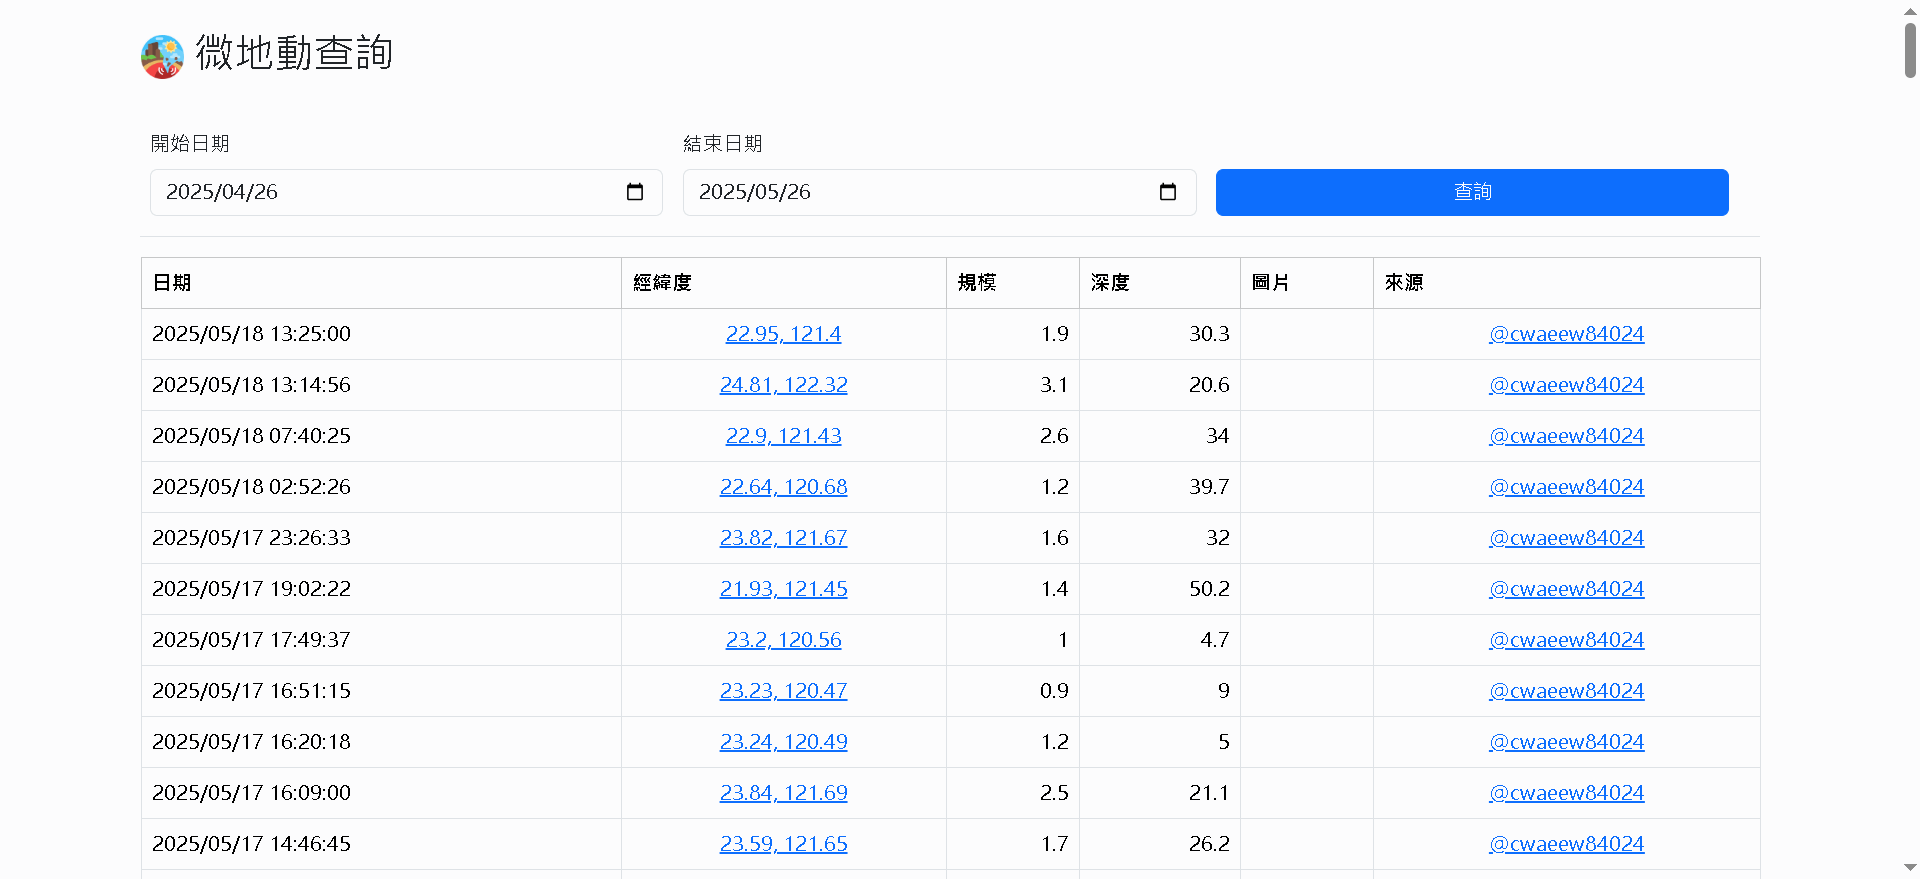 微地動查詢
開始日期 結束日期
2025/04/26 2025/05/26 查詢
日期 經緯度 規模 深度 圖片 來源
2025/05/18 13:25:00 22.95, 121.4 1.9 30.3 @cwaeew84024
2025/05/18 13:14:56 24.81, 122.32 3.1 20.6 @cwaeew84024
2025/05/18 07:40:25 22.9, 121.43 2.6 34 @cwaeew84024
2025/05/18 02:52:26 22.64, 120.68 1.2 39.7 @cwaeew84024
2025/05/17 23:26:33 23.82, 121.67 1.6 32 @cwaeew84024
2025/05/17 19:02:22 21.93, 121.45 1.4 50.2 @cwaeew84024
2025/05/17 17:49:37 23.2, 120.56 1 4.7 @cwaeew84024
2025/05/17 16:51:15 23.23, 120.47 0.9 9 @cwaeew84024
2025/05/17 16:20:18 23.24, 120.49 1.2 5 @cwaeew84024
2025/05/17 16:09:00 23.84, 121.69 2.5 21.1 @cwaeew84024
2025/05/17 14:46:45 23.59, 121.65 1.7 26.2 @cwaeew84024